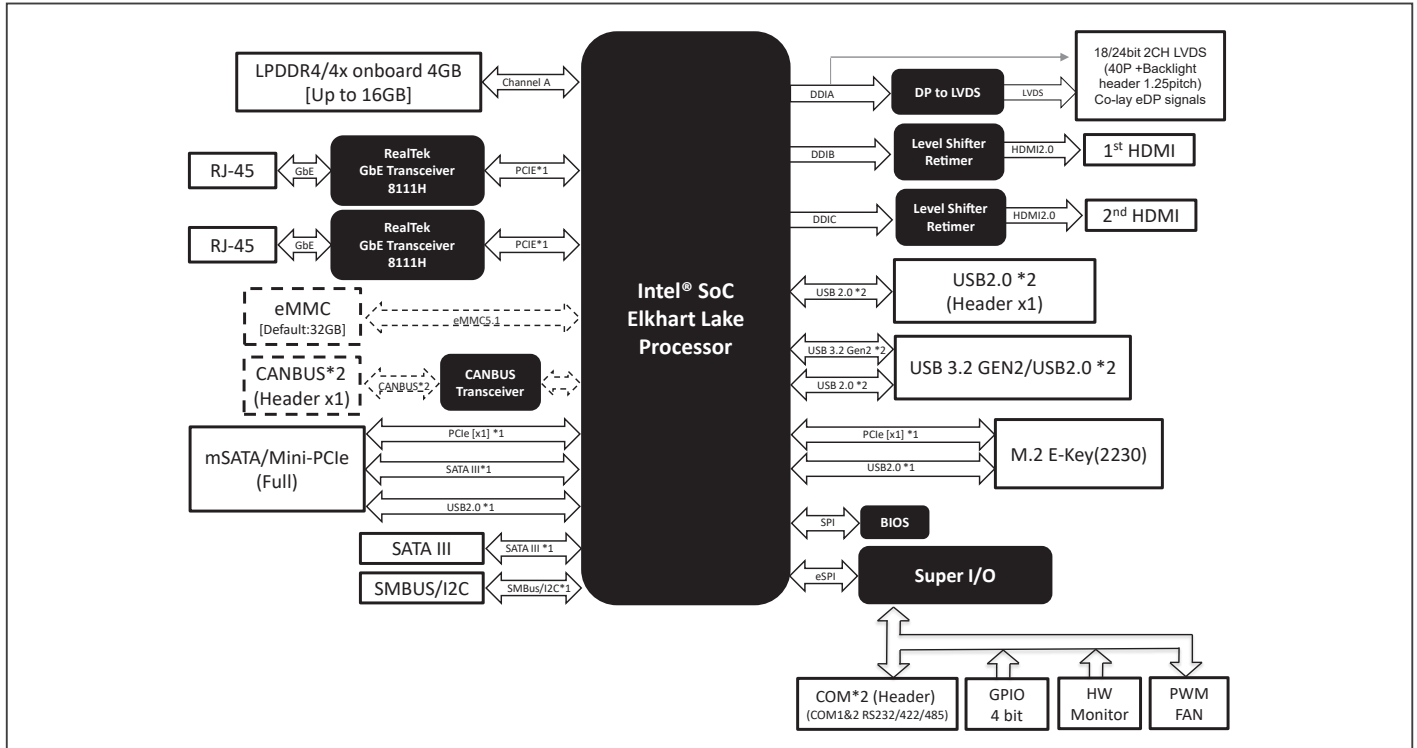 LPDDR4/4x onboard 4GB
[Up to 16GB]
Channel A
RJ-45
GbE
RealTek
GbE Transceiver
8111H
PCIE*1
RJ-45
GbE
RealTek
GbE Transceiver
8111H
PCIE*1
eMMC
[Default:32GB]
eMMC5.1
CANBUS*2
(Header x1)
CANBUS*2
CANBUS
Transceiver
mSATA/Mini-PCIe
(Full)
PCIe [x1] *1
SATA III*1
USB2.0 *1
SATA III
SATA III *1
SMBUS/I2C
SMBus/I2C*1
Intel® SoC
Elkhart Lake
Processor
DDIA
DP to LVDS
LVDS
18/24bit 2CH LVDS
(40P +Backlight
header 1.25pitch)
Co-lay eDP signals
DDIB
Level Shifter
Retimer
HDMI2.0
1st HDMI
DDIC
Level Shifter
Retimer
HDMI2.0
2nd HDMI
USB 2.0 *2
USB2.0 *2
(Header x1)
USB 3.2 Gen2 *2
USB 2.0 *2
USB 3.2 GEN2/USB2.0 *2
PCIe [x1] *1
USB2.0 *1
M.2 E-Key(2230)
SPI
BIOS
eSPI
Super I/O
COM*2 (Header)
(COM1&2 RS232/422/485)
GPIO
4 bit
HW
Monitor
PWM
FAN